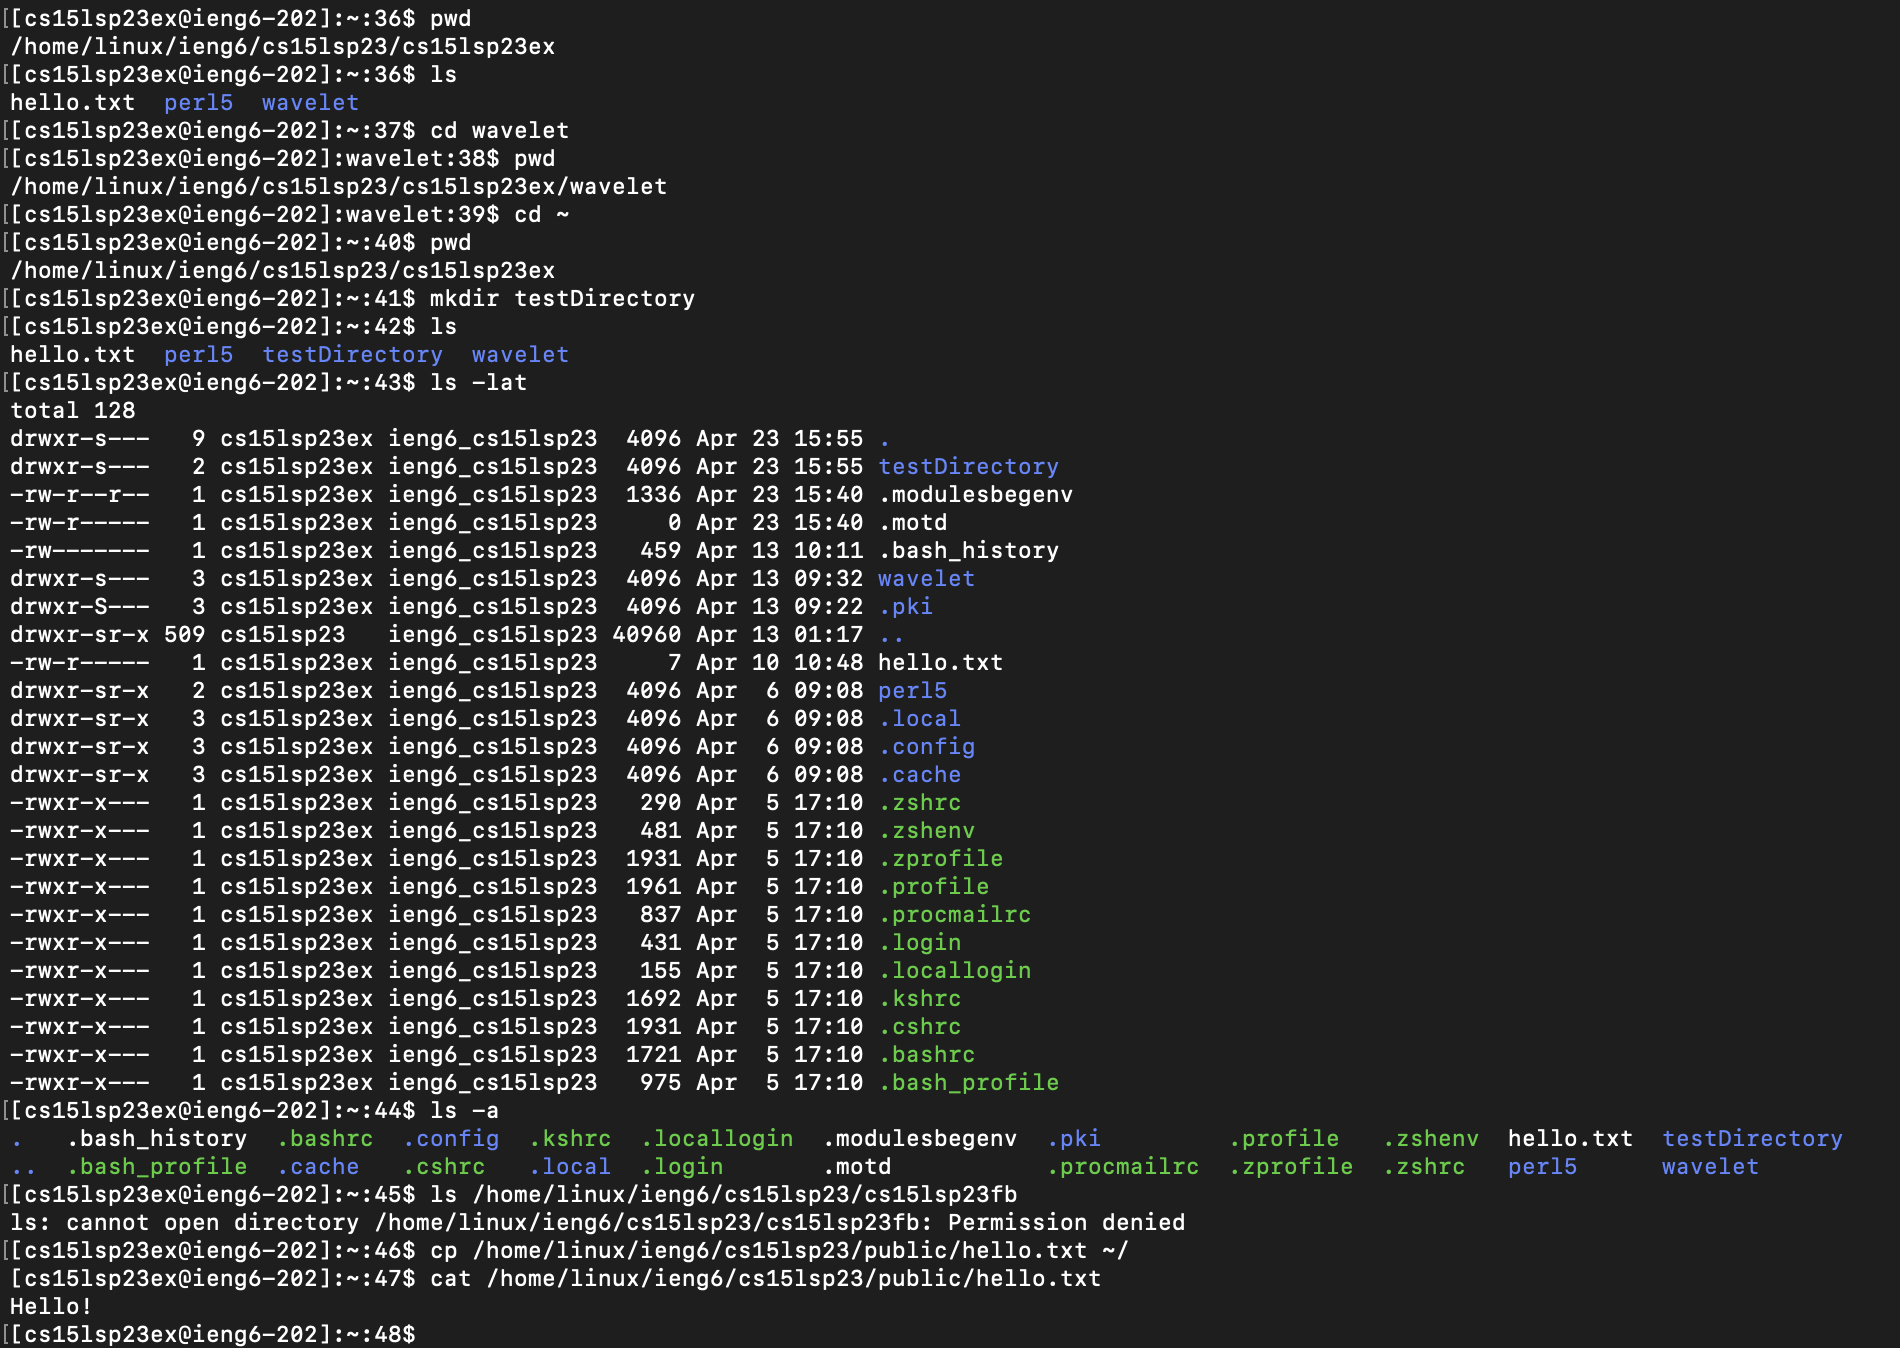 [[cs15lsp23ex@ieng6-202]:~:36$ pwd
/home/linux/ieng6/cs15lsp23/cs15lsp23ex
[[cs15lsp23ex@ieng6-202]:~:36$ ls
hello.txt  perl5  wavelet
[[cs15lsp23ex@ieng6-202]:~:37$ cd wavelet
[[cs15lsp23ex@ieng6-202]:wavelet:38$ pwd
/home/linux/ieng6/cs15lsp23/cs15lsp23ex/wavelet
[[cs15lsp23ex@ieng6-202]:wavelet:39$ cd ~
[[cs15lsp23ex@ieng6-202]:~:40$ pwd
/home/linux/ieng6/cs15lsp23/cs15lsp23ex
[[cs15lsp23ex@ieng6-202]:~:41$ mkdir testDirectory
[[cs15lsp23ex@ieng6-202]:~:42$ ls
hello.txt  perl5  testDirectory  wavelet
[[cs15lsp23ex@ieng6-202]:~:43$ ls -lat
total 128
drwxr-s---   9 cs15lsp23ex ieng6_cs15lsp23  4096 Apr 23 15:55 .
drwxr-s---   2 cs15lsp23ex ieng6_cs15lsp23  4096 Apr 23 15:55 testDirectory
-rw-r--r--   1 cs15lsp23ex ieng6_cs15lsp23  1336 Apr 23 15:40 .modulesbegenv
-rw-r-----   1 cs15lsp23ex ieng6_cs15lsp23     0 Apr 23 15:40 .motd
-rw-------   1 cs15lsp23ex ieng6_cs15lsp23   459 Apr 13 10:11 .bash_history
drwxr-s---   3 cs15lsp23ex ieng6_cs15lsp23  4096 Apr 13 09:32 wavelet
drwxr-S---   3 cs15lsp23ex ieng6_cs15lsp23  4096 Apr 13 09:22 .pki
drwxr-sr-x 509 cs15lsp23   ieng6_cs15lsp23 40960 Apr 13 01:17 ..
-rw-r-----   1 cs15lsp23ex ieng6_cs15lsp23     7 Apr 10 10:48 hello.txt
drwxr-sr-x   2 cs15lsp23ex ieng6_cs15lsp23  4096 Apr  6 09:08 perl5
drwxr-sr-x   3 cs15lsp23ex ieng6_cs15lsp23  4096 Apr  6 09:08 .local
drwxr-sr-x   3 cs15lsp23ex ieng6_cs15lsp23  4096 Apr  6 09:08 .config
drwxr-sr-x   3 cs15lsp23ex ieng6_cs15lsp23  4096 Apr  6 09:08 .cache
-rwxr-x---   1 cs15lsp23ex ieng6_cs15lsp23   290 Apr  5 17:10 .zshrc
-rwxr-x---   1 cs15lsp23ex ieng6_cs15lsp23   481 Apr  5 17:10 .zshenv
-rwxr-x---   1 cs15lsp23ex ieng6_cs15lsp23  1931 Apr  5 17:10 .zprofile
-rwxr-x---   1 cs15lsp23ex ieng6_cs15lsp23  1961 Apr  5 17:10 .profile
-rwxr-x---   1 cs15lsp23ex ieng6_cs15lsp23   837 Apr  5 17:10 .procmailrc
-rwxr-x---   1 cs15lsp23ex ieng6_cs15lsp23   431 Apr  5 17:10 .login
-rwxr-x---   1 cs15lsp23ex ieng6_cs15lsp23   155 Apr  5 17:10 .locallogin
-rwxr-x---   1 cs15lsp23ex ieng6_cs15lsp23  1692 Apr  5 17:10 .kshrc
-rwxr-x---   1 cs15lsp23ex ieng6_cs15lsp23  1931 Apr  5 17:10 .cshrc
-rwxr-x---   1 cs15lsp23ex ieng6_cs15lsp23  1721 Apr  5 17:10 .bashrc
-rwxr-x---   1 cs15lsp23ex ieng6_cs15lsp23   975 Apr  5 17:10 .bash_profile
[[cs15lsp23ex@ieng6-202]:~:44$ ls -a
.   .bash_history  .bashrc  .config  .kshrc  .locallogin  .modulesbegenv  .pki         .profile   .zshenv  hello.txt  testDirectory
..  .bash_profile  .cache   .cshrc   .local  .login       .motd           .procmailrc  .zprofile  .zshrc   perl5      wavelet
[[cs15lsp23ex@ieng6-202]:~:45$ ls /home/linux/ieng6/cs15lsp23/cs15lsp23fb
ls: cannot open directory /home/linux/ieng6/cs15lsp23/cs15lsp23fb: Permission denied
[[cs15lsp23ex@ieng6-202]:~:46$ cp /home/linux/ieng6/cs15lsp23/public/hello.txt ~/
[cs15lsp23ex@ieng6-202]:~:47$ cat /home/linux/ieng6/cs15lsp23/public/hello.txt
Hello!
[[cs15lsp23ex@ieng6-202]:~:48$